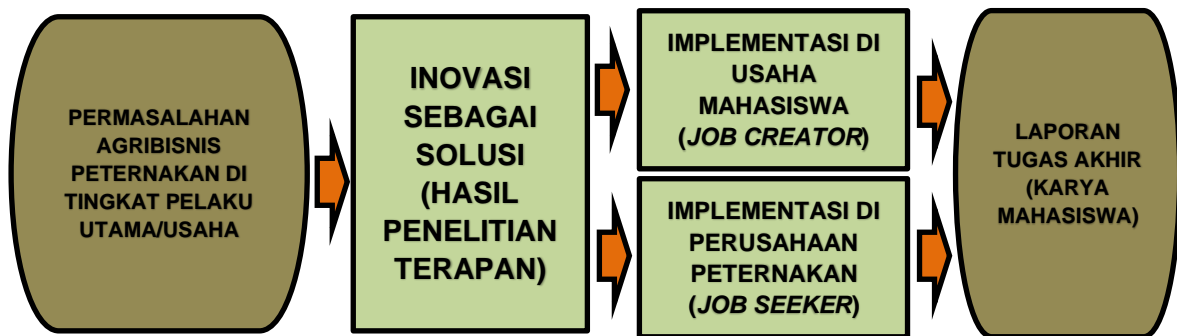 PERMASALAHAN
AGRIBISNIS
PETERNAKAN DI
TINGKAT PELAKU
UTAMA/USAHA
INOVASI
SEBAGAI
SOLUSI
(HASIL
PENELITIAN
TERAPAN)
IMPLEMENTASI DI
USAHA
MAHASISWA
(JOB CREATOR)
IMPLEMENTASI DI
PERUSAHAAN
PETERNAKAN
(JOB SEEKER)
LAPORAN
TUGAS AKHIR
(KARYA
MAHASISWA)